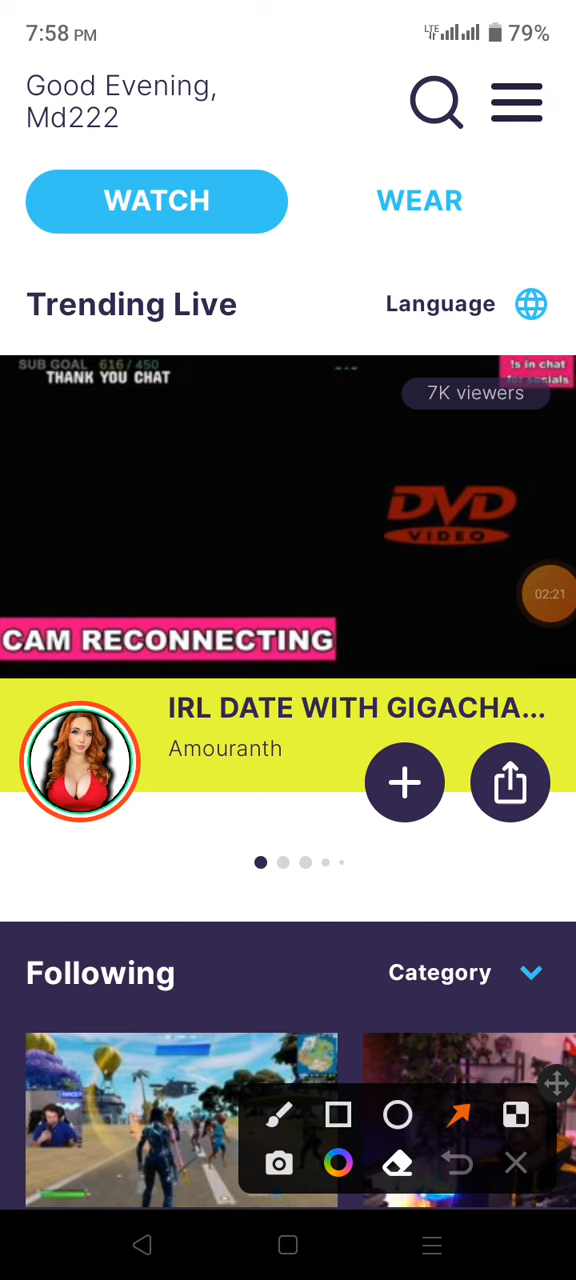 7:58 PM
LTE
79%
Good Evening,
Md222
WATCH
WEAR
Trending Live
Language
SUB GOAL 616 / 450
THANK YOU CHAT
!s in chat
for socials
7K viewers
DVD
VIDEO
02:21
CAM RECONNECTING
IRL DATE WITH GIGACHA...
Amouranth
Following
Category